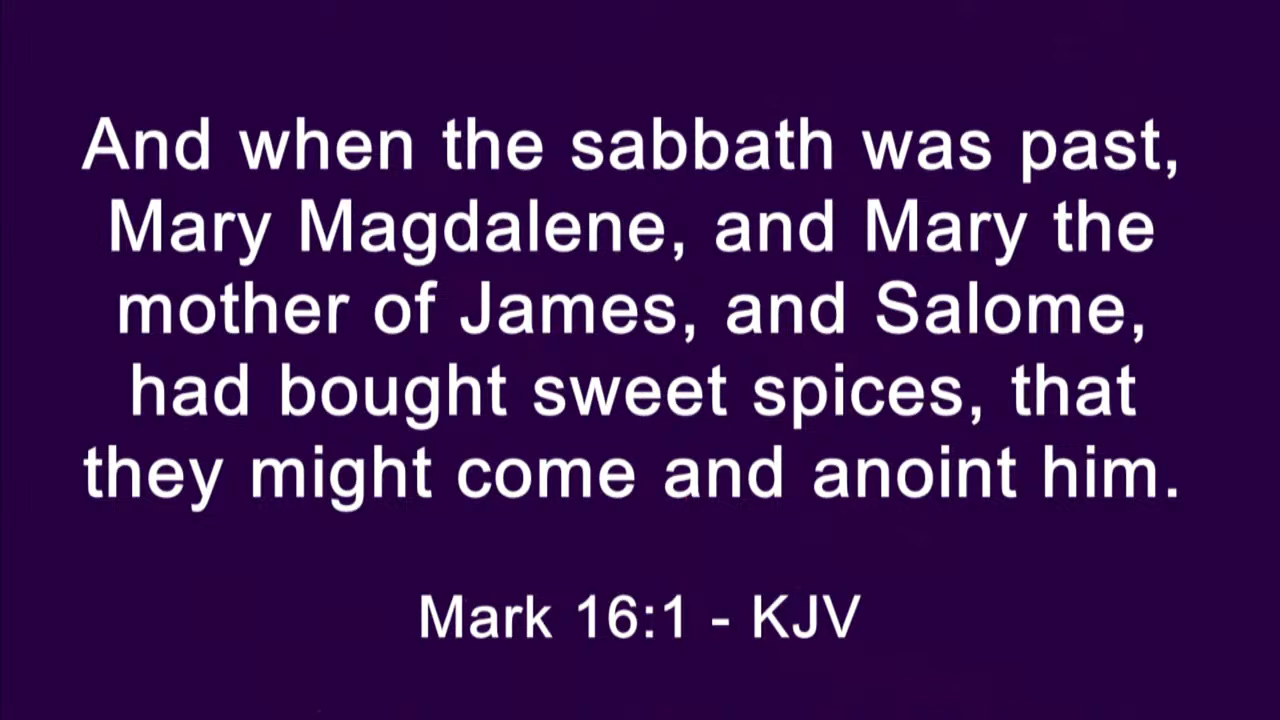 And when the sabbath was past,
Mary Magdalene, and Mary the
mother of James, and Salome,
had bought sweet spices, that
they might come and anoint him.
Mark 16:1 - KJV